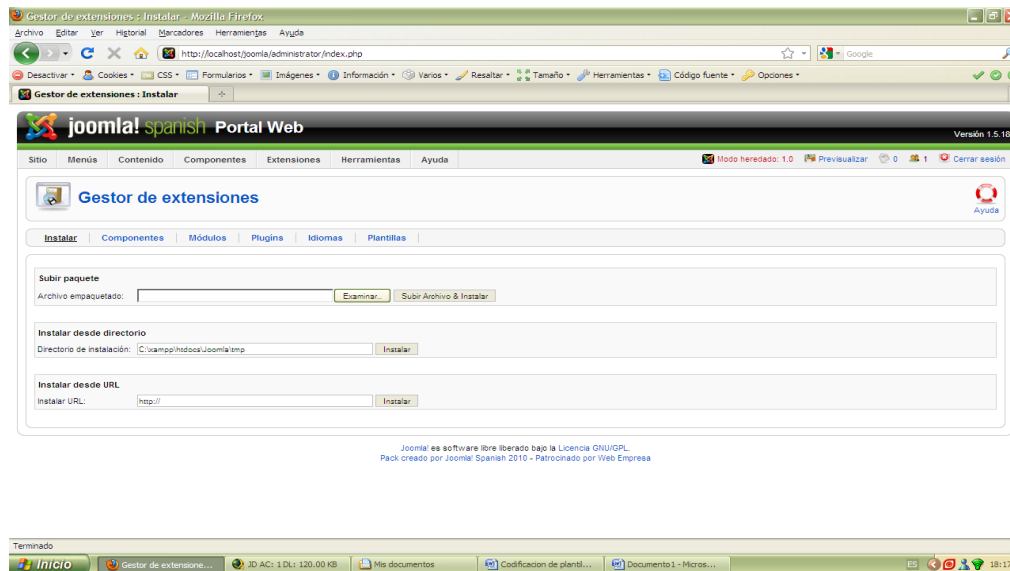 Gestor de extensiones : Instalar - Mozilla Firefox
Archivo Editar Ver Historial Marcadores Herramientas Ayuda
http://localhost/joomla/administrator/index.php Google
Desactivar Cookies CSS Formularios Imágenes Información Varios Resaltar Tamaño Herramientas Código fuente Opciones
Gestor de extensiones : Instalar
joomla! spanish Portal Web
Versión 1.5.18
Sitio Menús Contenido Componentes Extensiones Herramientas Ayuda Modo heredado: 1.0 Previsualizar 0 1 Cerrar sesión
Gestor de extensiones
Ayuda
Instalar Componentes Módulos Plugins Idiomas Plantillas
Subir paquete
Archivo empaquetado: Examinar... Subir Archivo & Instalar
Instalar desde directorio
Directorio de instalación: C:\xampp\htdocs\Joomla\tmp Instalar
Instalar desde URL
Instalar URL: http:// Instalar
Joomla! es software libre liberado bajo la Licencia GNU/GPL.
Pack creado por Joomla! Spanish 2010 - Patrocinado por Web Empresa
Terminado
Inicio Gestor de extensione... JD AC: 1 DL: 120.00 KB Mis documentos Codificacion de plantil... Documento1 - Micros... ES 18:17